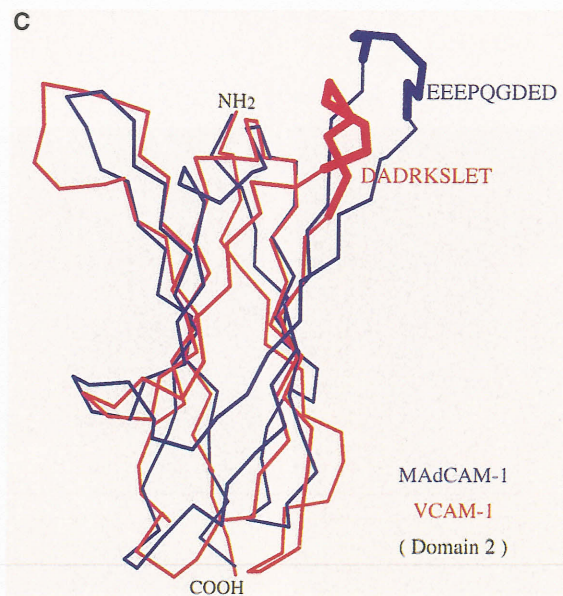 C
NH2
EEEPQGDED
DADRKSLET
MAdCAM-1
VCAM-1
( Domain 2 )
COOH